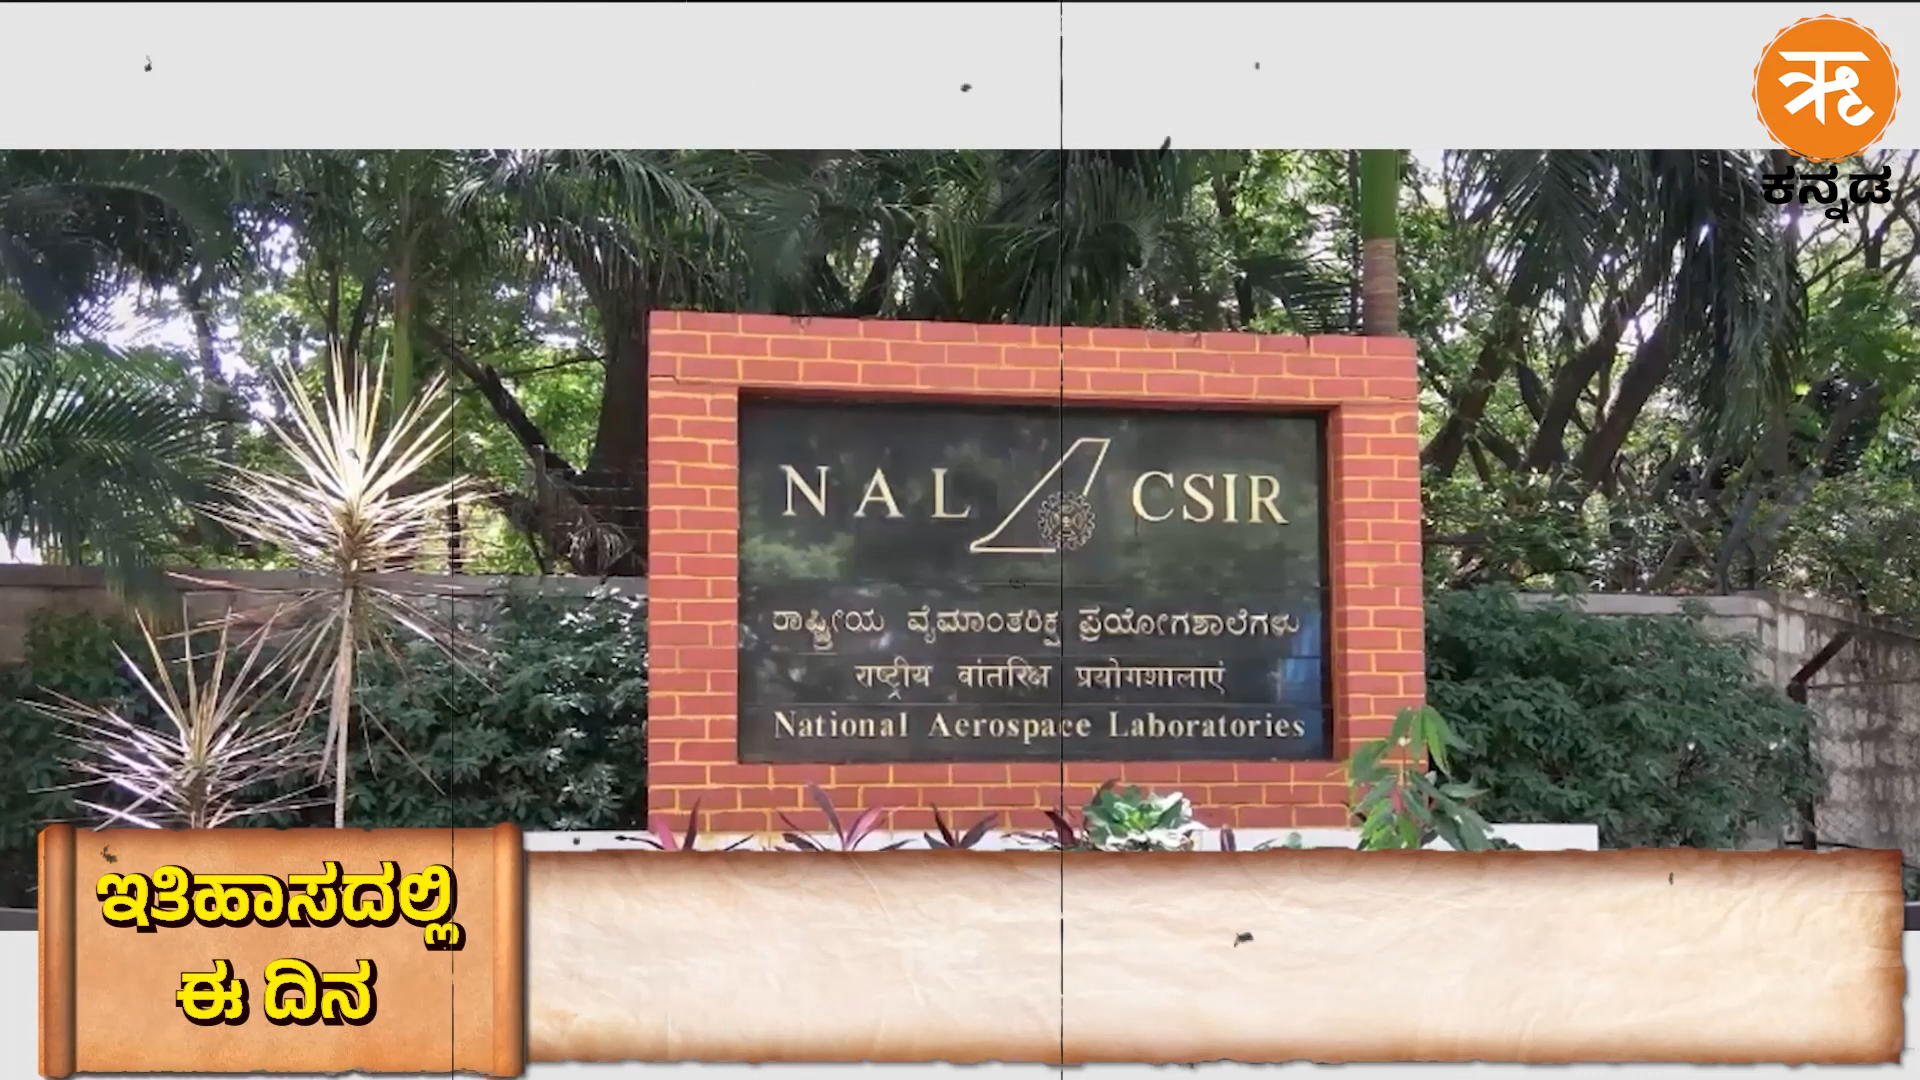 ऋ
ಕನ್ನಡ
NAL CSIR
ರಾಷ್ಟ್ರೀಯ ವೈಮಾಂತರಿಕ್ಷ ಪ್ರಯೋಗಶಾಲೆಗಳು
राष्ट्रीय वांतरिक्ष प्रयोगशालाएं
National Aerospace Laboratories
ಇತಿಹಾಸದಲ್ಲಿ
ಈ ದಿನ